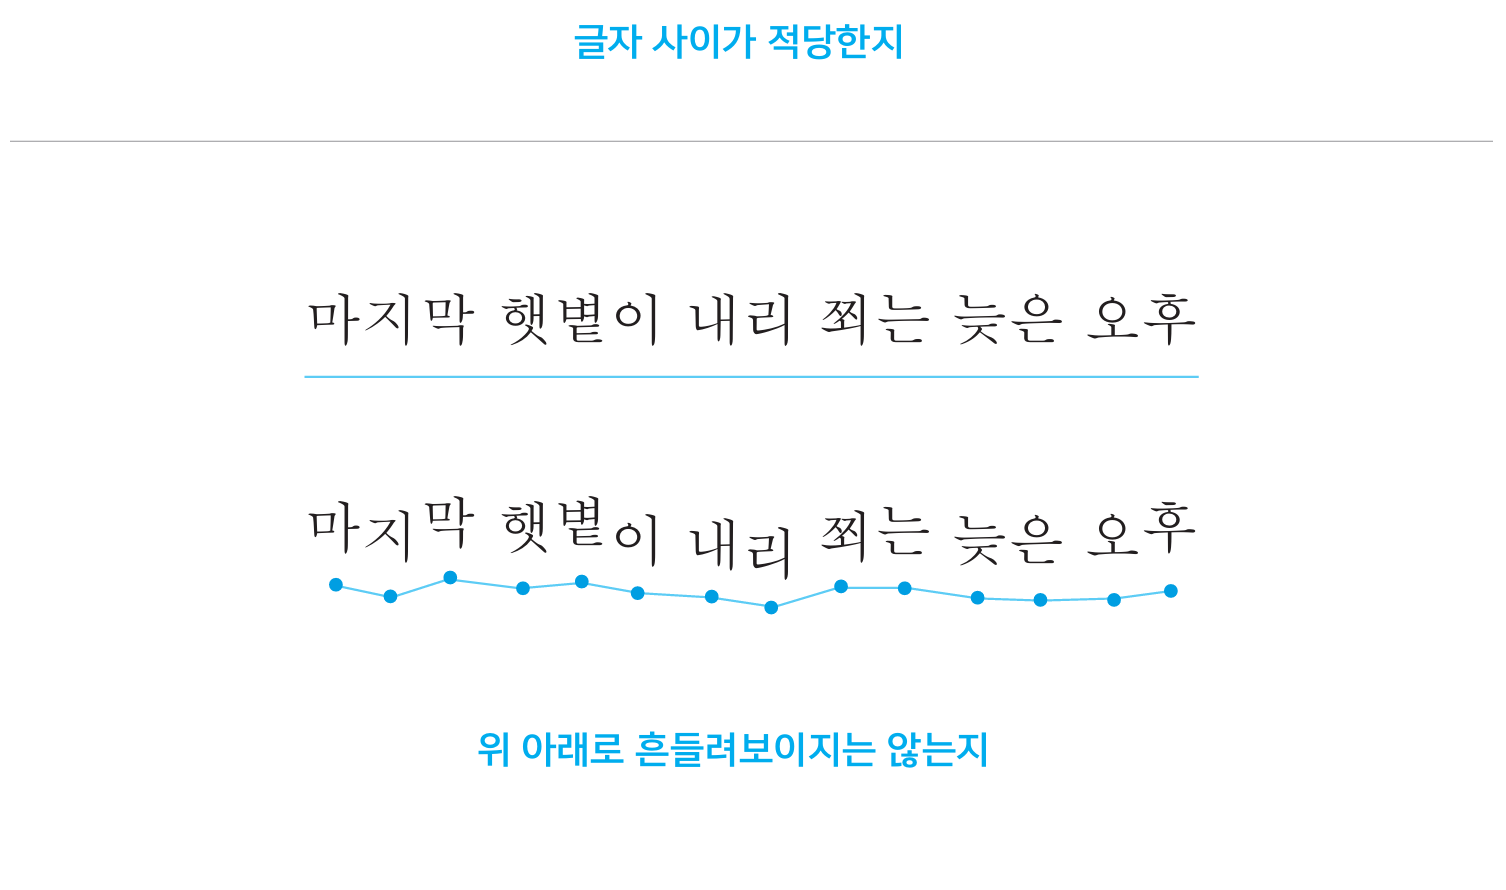 글자 사이가 적당한지
마지막 햇볕이 내리 쬐는 늦은 오후
마지막 햇볕이 내리 쬐는 늦은 오후
위 아래로 흔들려보이지는 않는지